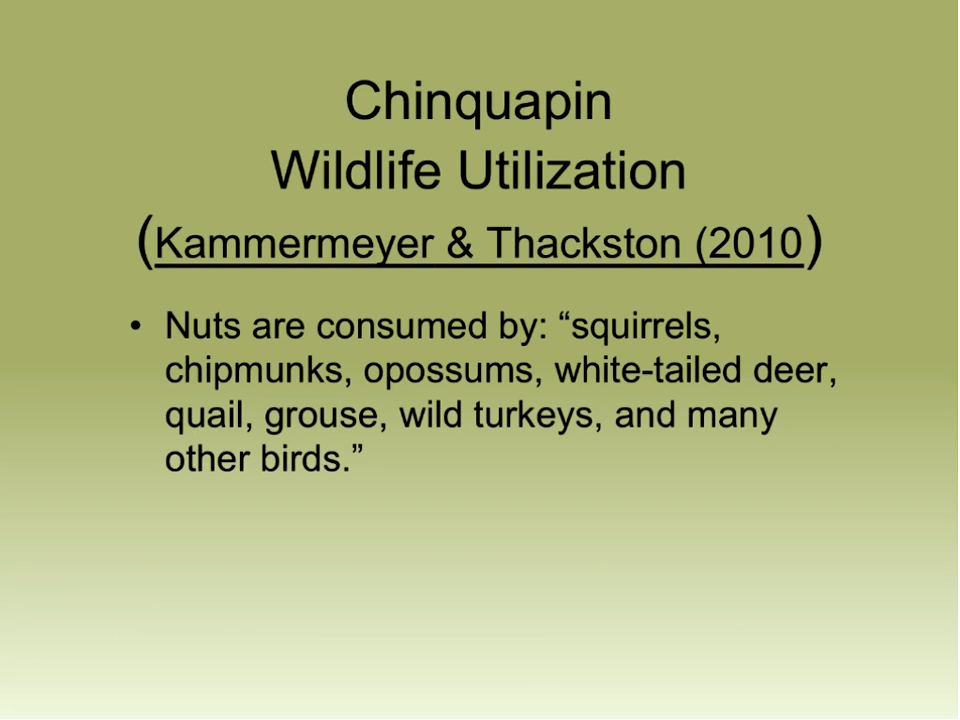 Chinquapin
Wildlife Utilization
(Kammermeyer & Thackston (2010)
• Nuts are consumed by: “squirrels,
chipmunks, opossums, white-tailed deer,
quail, grouse, wild turkeys, and many
other birds.”